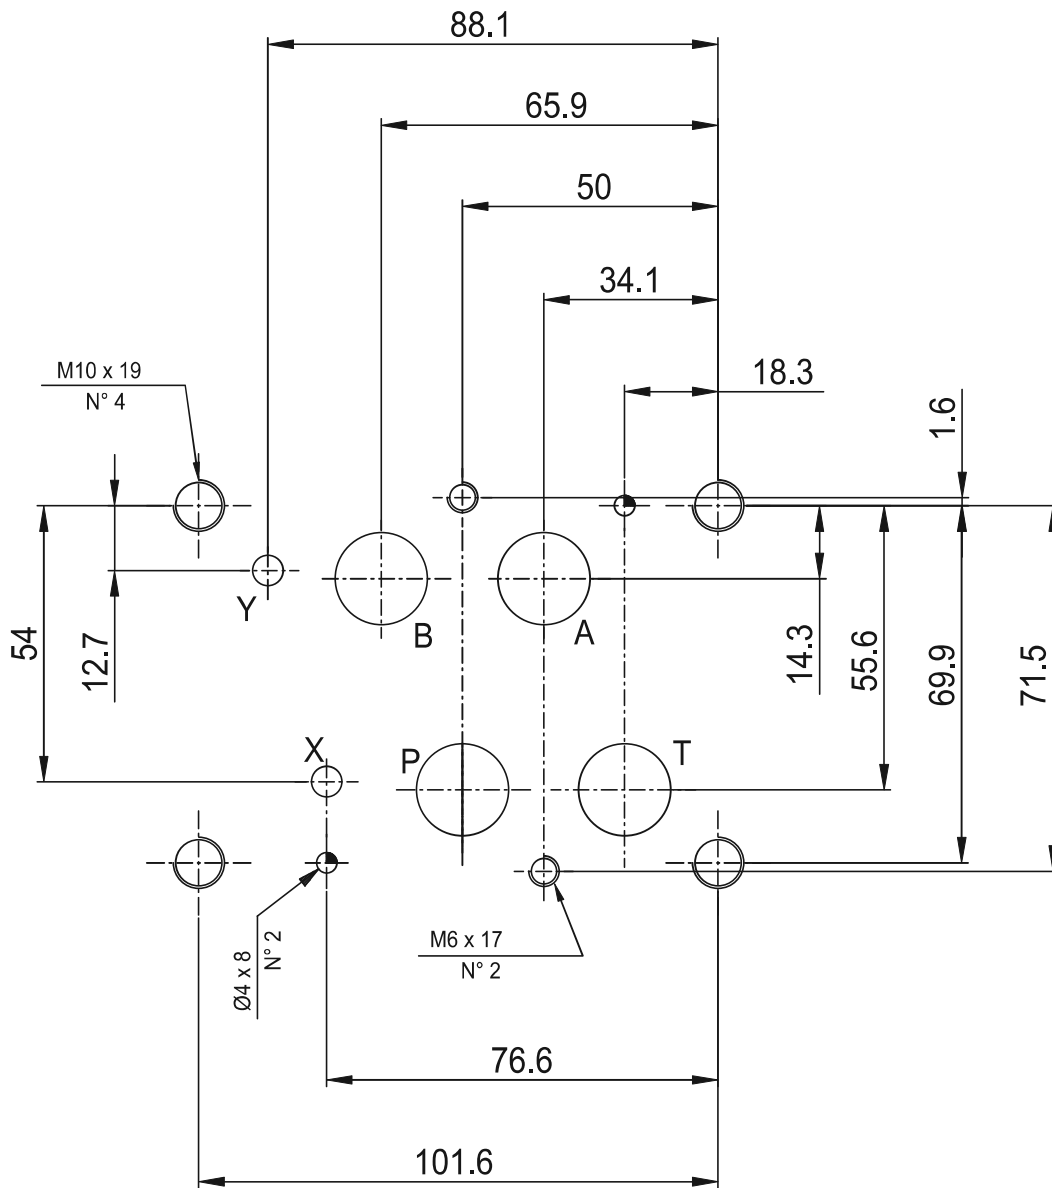 88.1
65.9
50
34.1
18.3
M10 x 19
N° 4
1.6
Y
B
A
54
12.7
14.3
55.6
69.9
71.5
X
P
T
Ø4 x 8
N° 2
M6 x 17
N° 2
76.6
101.6